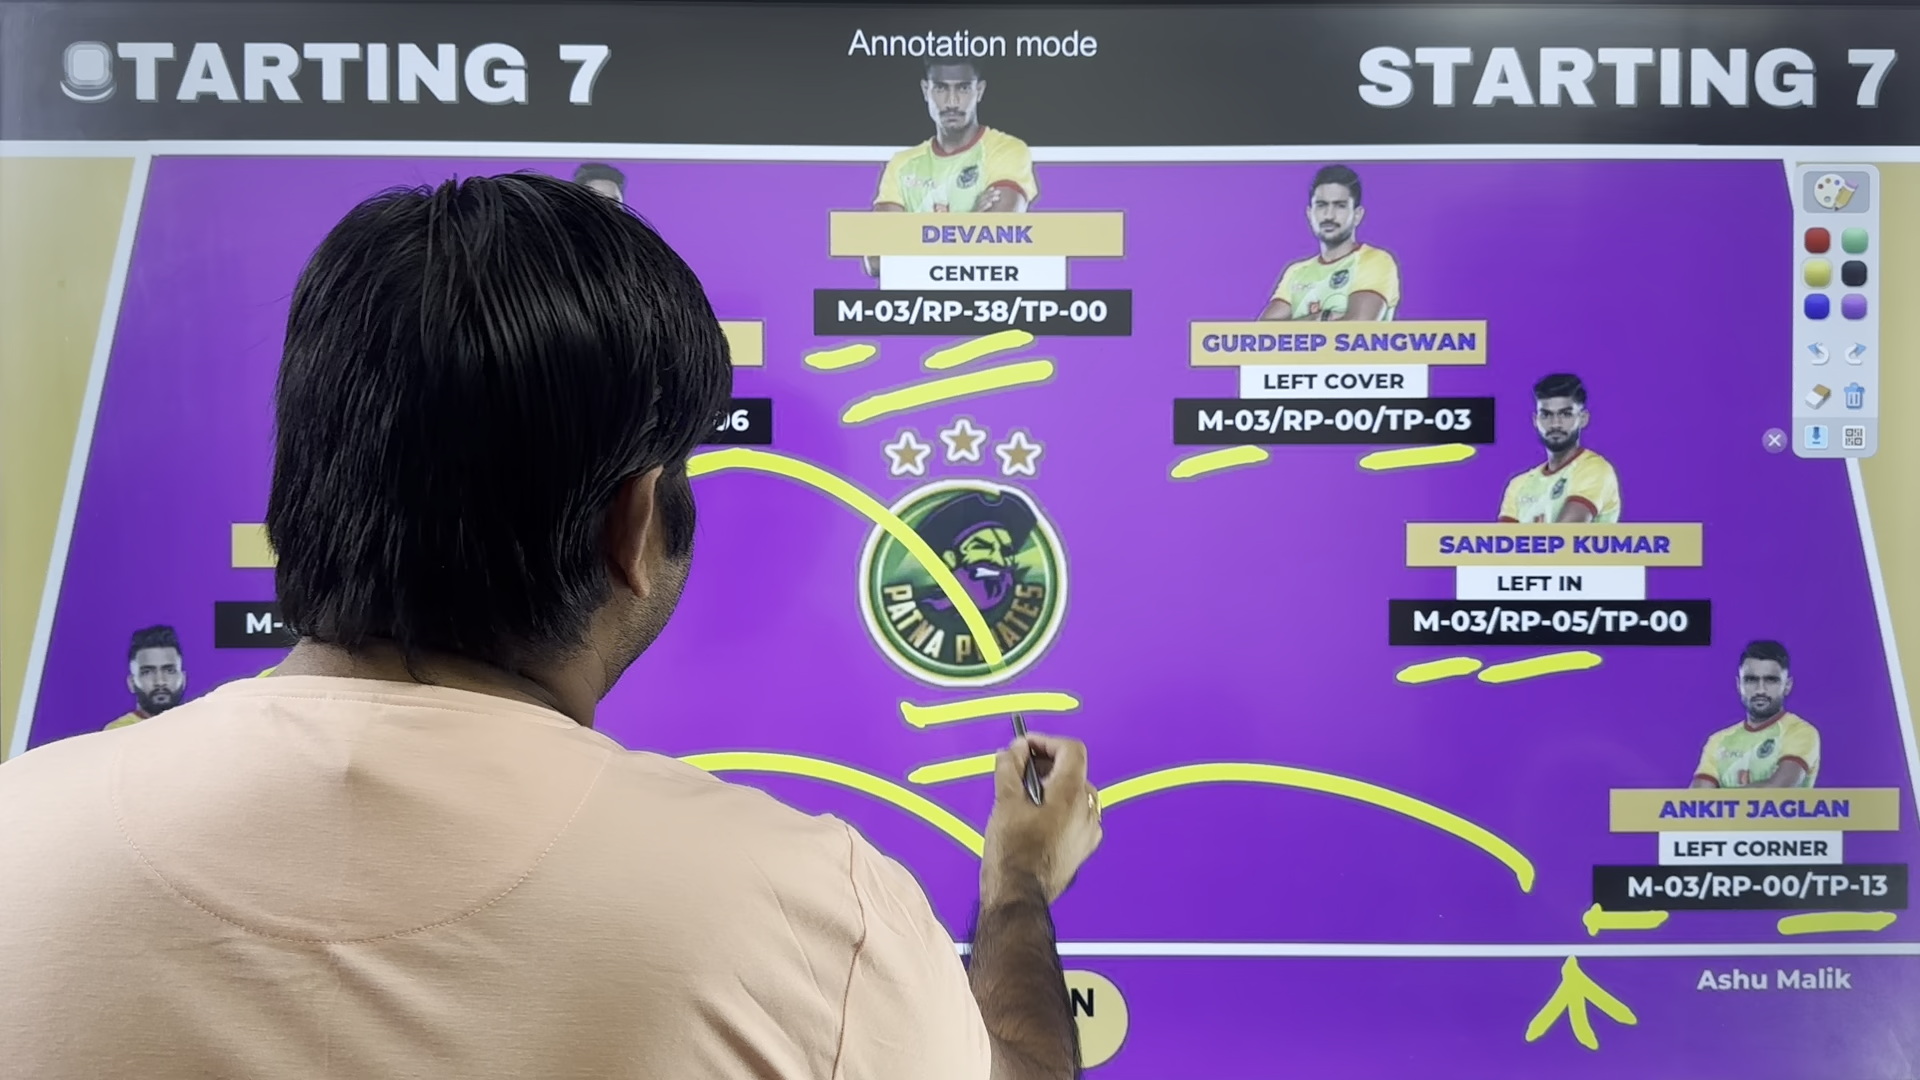 TARTING 7
Annotation mode
STARTING 7
DEVANK
CENTER
M-03/RP-38/TP-00
GURDEEP SANGWAN
LEFT COVER
M-03/RP-00/TP-03
06
SANDEEP KUMAR
LEFT IN
M-03/RP-05/TP-00
M-
PATNA PIRATES
ANKIT JAGLAN
LEFT CORNER
M-03/RP-00/TP-13
Ashu Malik
N